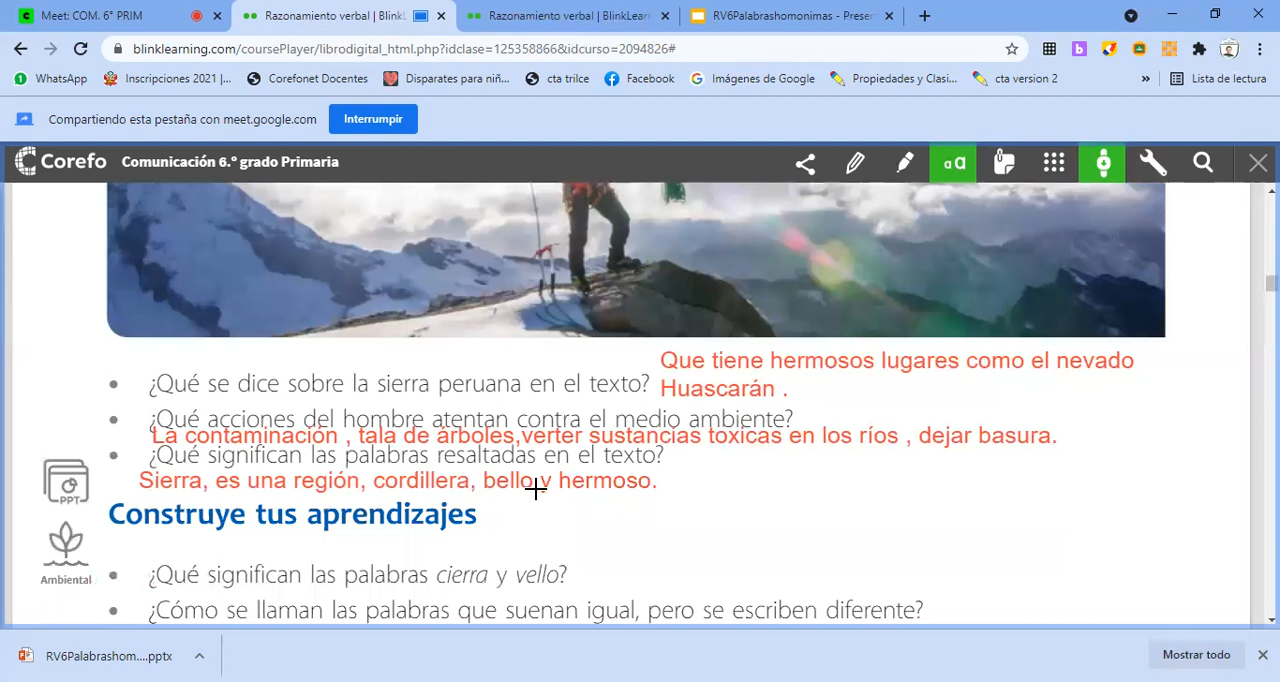 Meet: COM. 6° PRIM
Razonamiento verbal | BlinkL
Razonamiento verbal | BlinkLearn
RV6Palabrashomonimas - Presen
blinklearning.com/coursePlayer/librodigital_html.php?idclase=125358866&idcurso=2094826#
WhatsApp
Inscripciones 2021 |...
Corefonet Docentes
Disparates para niñ...
cta trilce
Facebook
Imágenes de Google
Propiedades y Clasi...
cta version 2
»
Lista de lectura
Compartiendo esta pestaña con meet.google.com
Interrumpir
Corefo
Comunicación 6.º grado Primaria
aa
Que tiene hermosos lugares como el nevado
Huascarán .
• ¿Qué se dice sobre la sierra peruana en el texto?
• ¿Qué acciones del hombre atentan contra el medio ambiente?
La contaminación , tala de árboles,verter sustancias toxicas en los ríos , dejar basura.
• ¿Qué significan las palabras resaltadas en el texto?
Sierra, es una región, cordillera, bello y hermoso.
PPT
Construye tus aprendizajes
Ambiental
• ¿Qué significan las palabras cierra y vello?
• ¿Cómo se llaman las palabras que suenan igual, pero se escriben diferente?
RV6Palabrashom....pptx
Mostrar todo